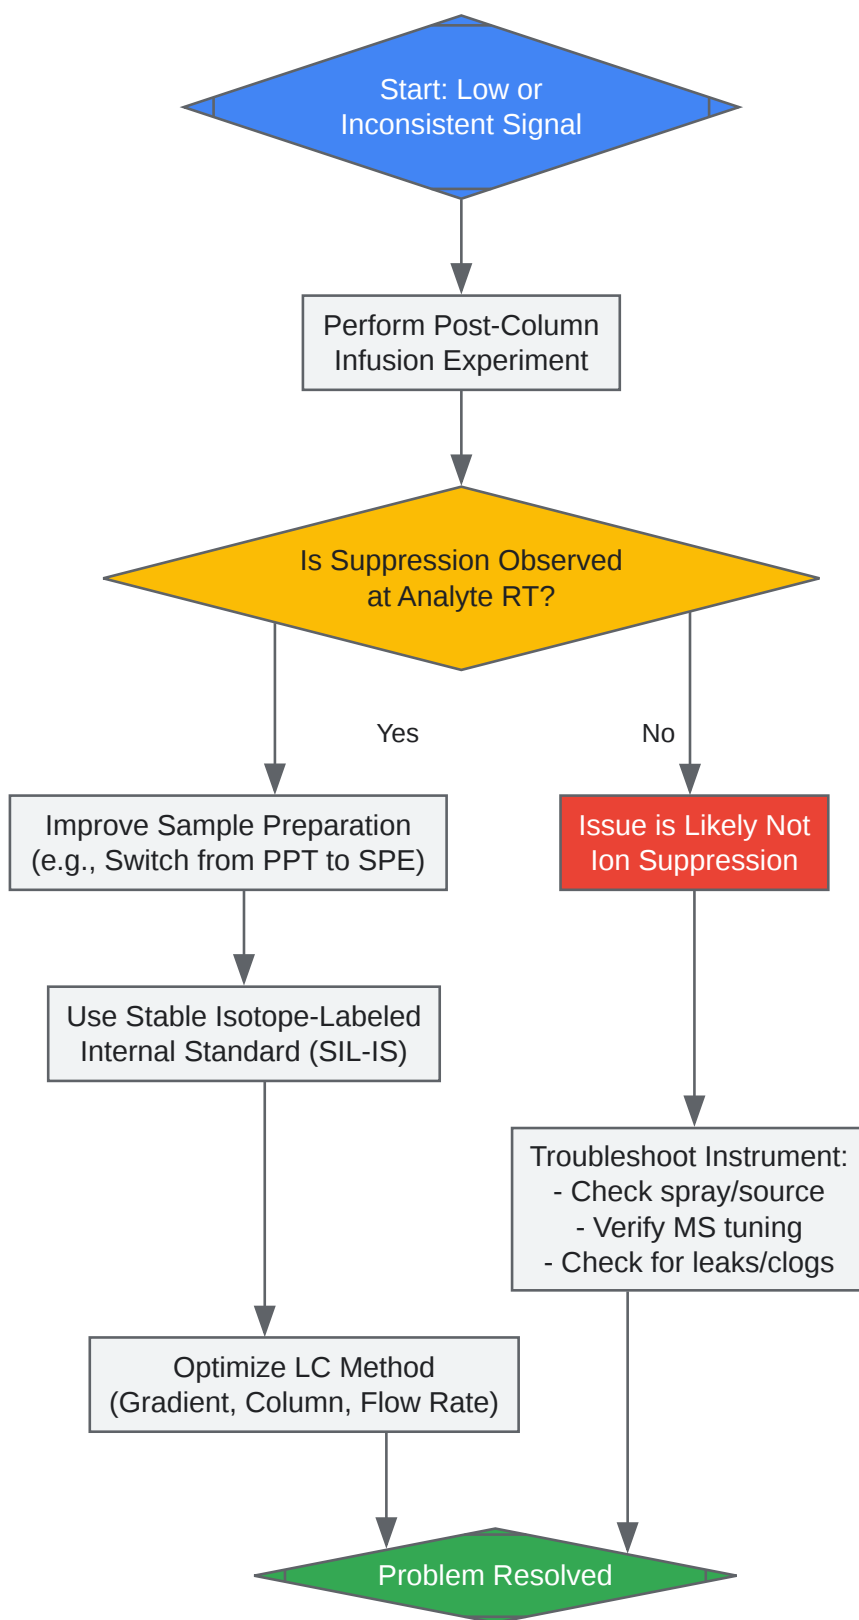 Start: Low or
Inconsistent Signal
Perform Post-Column
Infusion Experiment
Is Suppression Observed
at Analyte RT?
Yes
No
Improve Sample Preparation
(e.g., Switch from PPT to SPE)
Issue is Likely Not
Ion Suppression
Use Stable Isotope-Labeled
Internal Standard (SIL-IS)
Troubleshoot Instrument:
- Check spray/source
- Verify MS tuning
- Check for leaks/clogs
Optimize LC Method
(Gradient, Column, Flow Rate)
Problem Resolved